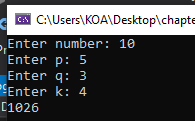 C:\Users\KOA\Desktop\chapte
Enter number: 10
Enter p: 5
Enter q: 3
Enter k: 4
1026